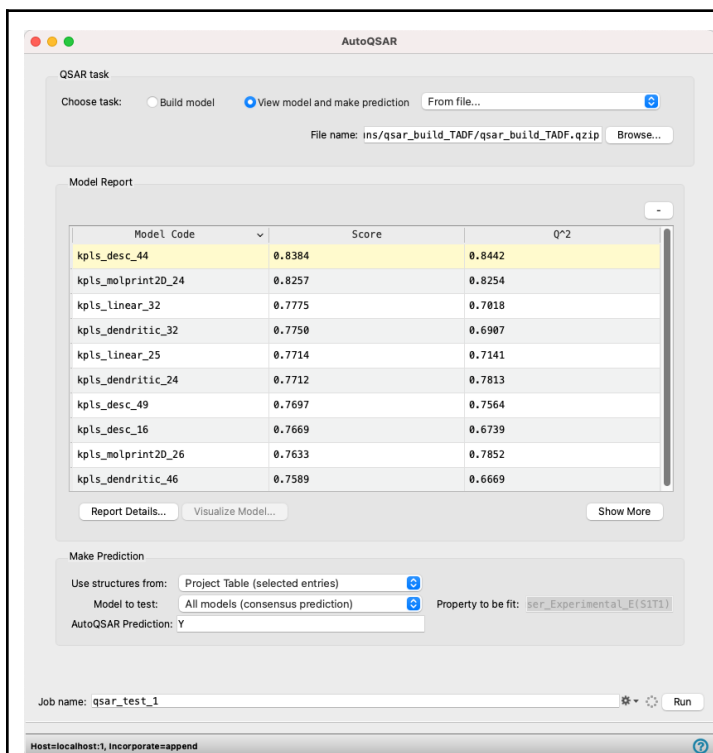 AutoQSAR
QSAR task
Choose task: Build model View model and make prediction From file...
File name: ns/qsar_build_TADF/qsar_build_TADF.qzip Browse...
Model Report
-
Model Code Score Q^2
kpls_desc_44 0.8384 0.8442
kpls_molprint2D_24 0.8257 0.8254
kpls_linear_32 0.7775 0.7018
kpls_dendritic_32 0.7750 0.6907
kpls_linear_25 0.7714 0.7141
kpls_dendritic_24 0.7712 0.7813
kpls_desc_49 0.7697 0.7564
kpls_desc_16 0.7669 0.6739
kpls_molprint2D_26 0.7633 0.7852
kpls_dendritic_46 0.7589 0.6669
Report Details... Visualize Model... Show More
Make Prediction
Use structures from: Project Table (selected entries)
Model to test: All models (consensus prediction) Property to be fit: ser_Experimental_E(S1T1)
AutoQSAR Prediction: Y
Job name: qsar_test_1 Run
Host=localhost:1, Incorporate=append ?